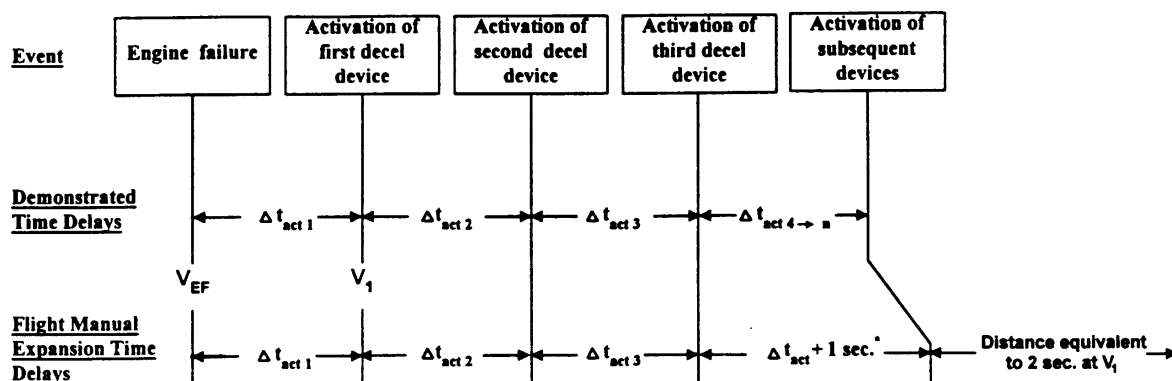 Event
Engine failure
Activation of
first decel
device
Activation of
second decel
device
Activation of
third decel
device
Activation of
subsequent
devices
Demonstrated
Time Delays
Δ t act 1
Δ t act 2
Δ t act 3
Δ t act 4→ n
V EF
V 1
Flight Manual
Expansion Time
Delays
Δ t act 1
Δ t act 2
Δ t act 3
Δ t act + 1 sec.*
Distance equivalent
to 2 sec. at V 1